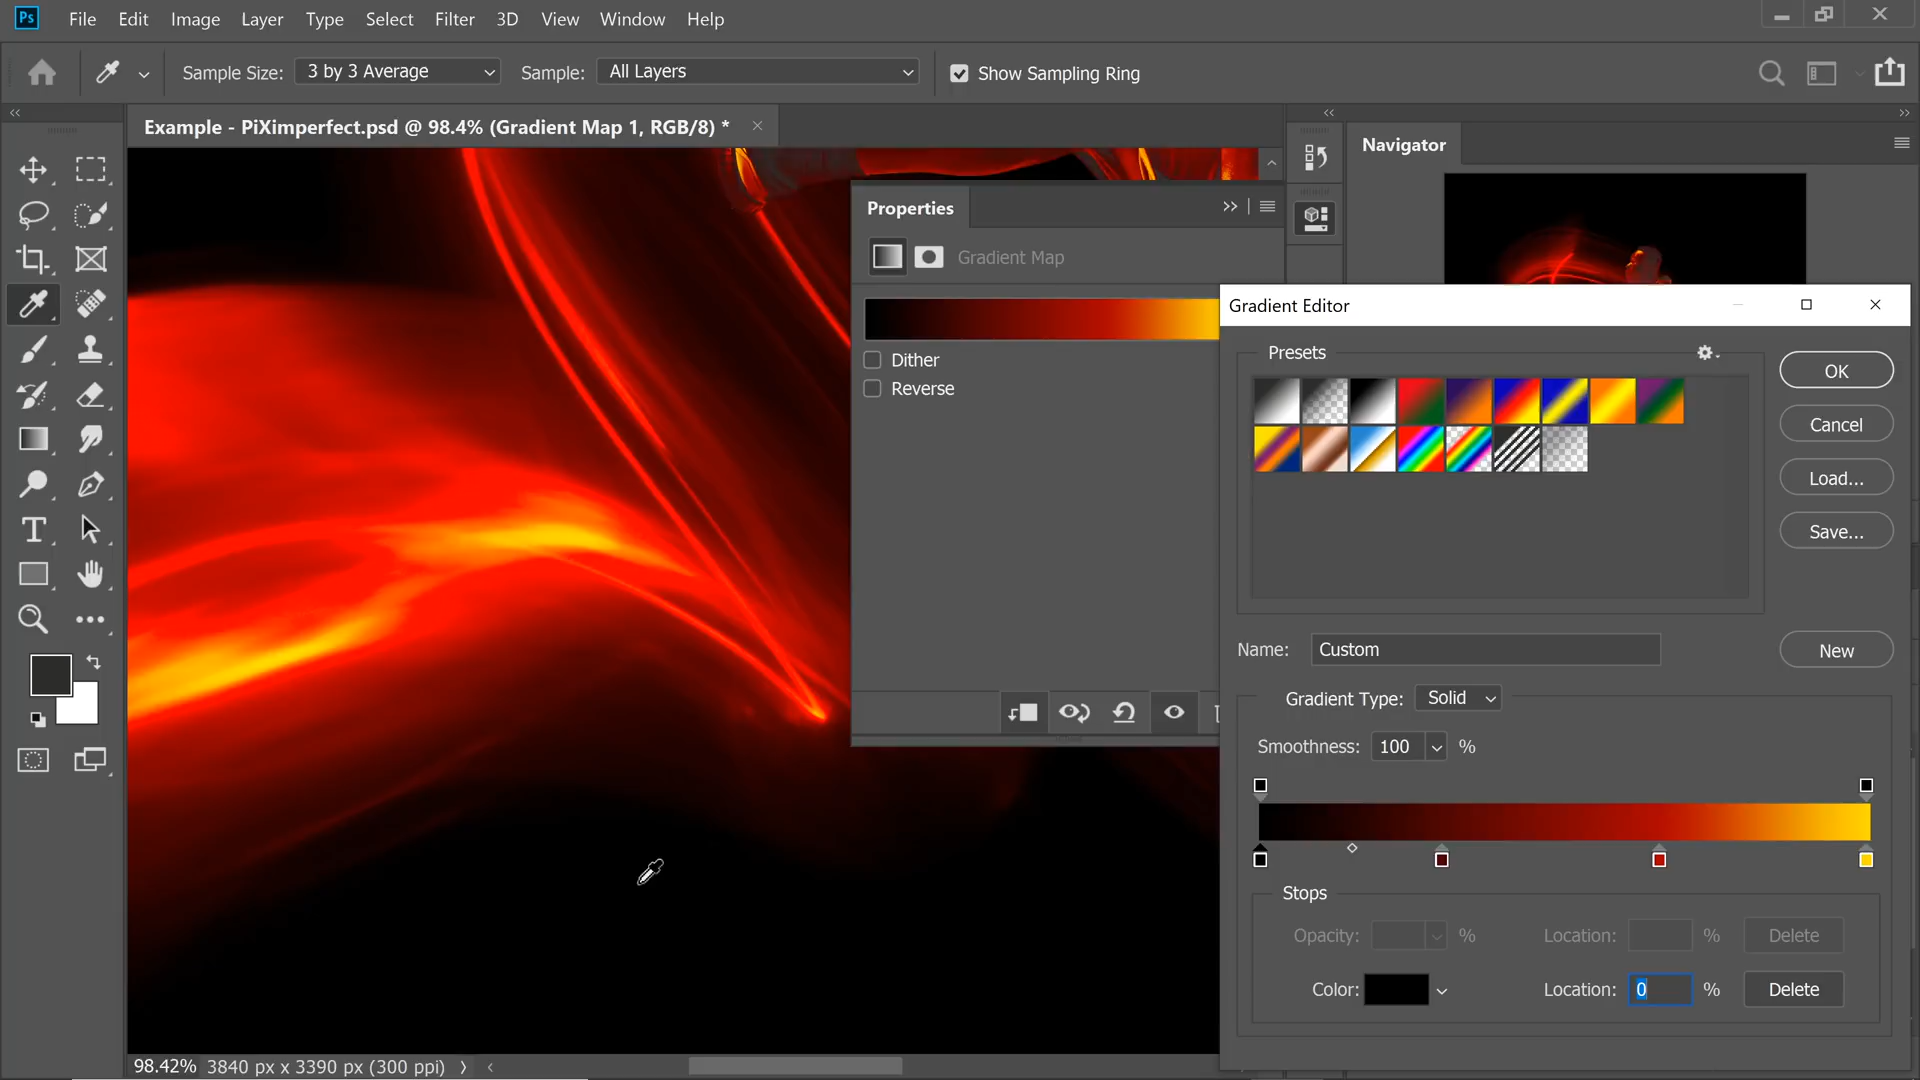 Ps File Edit Image Layer Type Select Filter 3D View Window Help
Sample Size: 3 by 3 Average Sample: All Layers Show Sampling Ring
Example - PiXimperfect.psd @ 98.4% (Gradient Map 1, RGB/8) *
Navigator
Properties
Gradient Map
Dither
Reverse
Gradient Editor
Presets
OK
Cancel
Load...
Save...
Name: Custom
New
Gradient Type: Solid
Smoothness: 100 %
Stops
Opacity: % Location: % Delete
Color: Location: 0 % Delete
98.42% 3840 px x 3390 px (300 ppi)